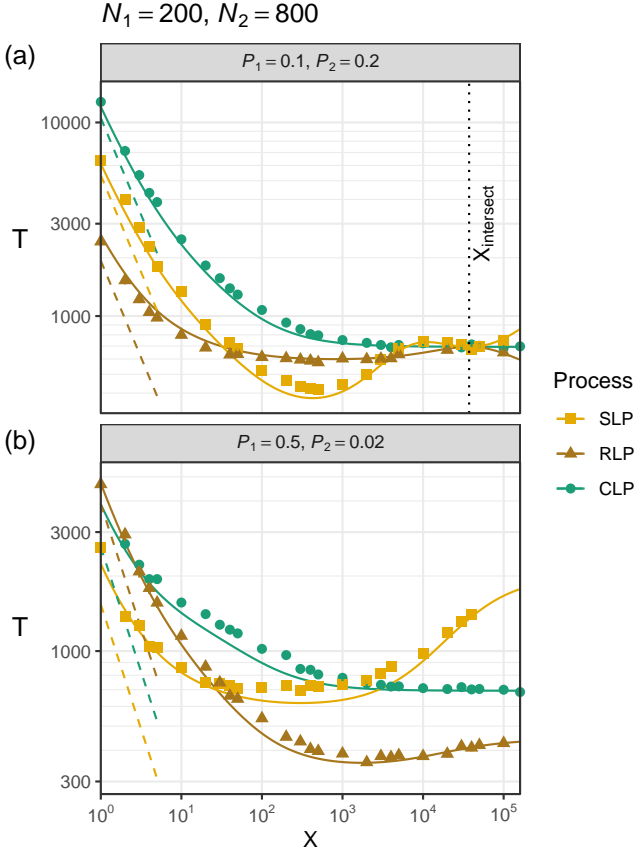 N₁ = 200, N₂ = 800
(a)
P₁ = 0.1, P₂ = 0.2
10000
3000
1000
T
X_intersect
Process
SLP
RLP
CLP
(b)
P₁ = 0.5, P₂ = 0.02
3000
1000
300
T
10⁰ 10¹ 10² 10³ 10⁴ 10⁵
X